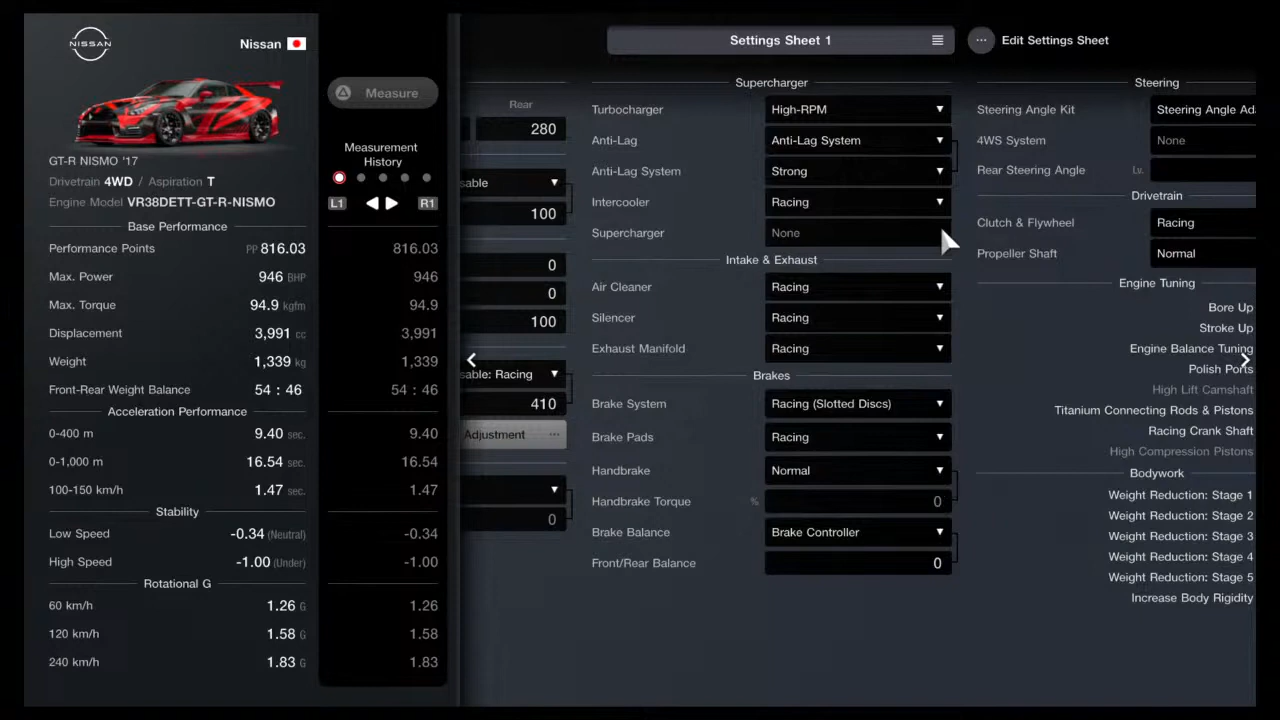 NISSAN
Nissan
GT-R NISMO '17
Drivetrain 4WD / Aspiration T
Engine Model VR38DETT-GT-R-NISMO
Base Performance
Performance Points PP 816.03
Max. Power 946 BHP
Max. Torque 94.9 kgfm
Displacement 3,991 cc
Weight 1,339 kg
Front-Rear Weight Balance 54 : 46
Acceleration Performance
0-400 m 9.40 sec.
0-1,000 m 16.54 sec.
100-150 km/h 1.47 sec.
Stability
Low Speed -0.34 (Neutral)
High Speed -1.00 (Under)
Rotational G
60 km/h 1.26 G
120 km/h 1.58 G
240 km/h 1.83 G
Measure
Measurement
History
L1 R1
816.03
946
94.9
3,991
1,339
54 : 46
9.40
16.54
1.47
-0.34
-1.00
1.26
1.58
1.83
Settings Sheet 1
Edit Settings Sheet
Rear
280
sable
100
0
0
100
sable: Racing
410
Adjustment
0
Supercharger
Turbocharger High-RPM
Anti-Lag Anti-Lag System
Anti-Lag System Strong
Intercooler Racing
Supercharger None
Intake & Exhaust
Air Cleaner Racing
Silencer Racing
Exhaust Manifold Racing
Brakes
Brake System Racing (Slotted Discs)
Brake Pads Racing
Handbrake Normal
Handbrake Torque % 0
Brake Balance Brake Controller
Front/Rear Balance 0
Steering
Steering Angle Kit Steering Angle Ada
4WS System None
Rear Steering Angle Lv.
Drivetrain
Clutch & Flywheel Racing
Propeller Shaft Normal
Engine Tuning
Bore Up
Stroke Up
Engine Balance Tuning
Polish Ports
High Lift Camshaft
Titanium Connecting Rods & Pistons
Racing Crank Shaft
High Compression Pistons
Bodywork
Weight Reduction: Stage 1
Weight Reduction: Stage 2
Weight Reduction: Stage 3
Weight Reduction: Stage 4
Weight Reduction: Stage 5
Increase Body Rigidity